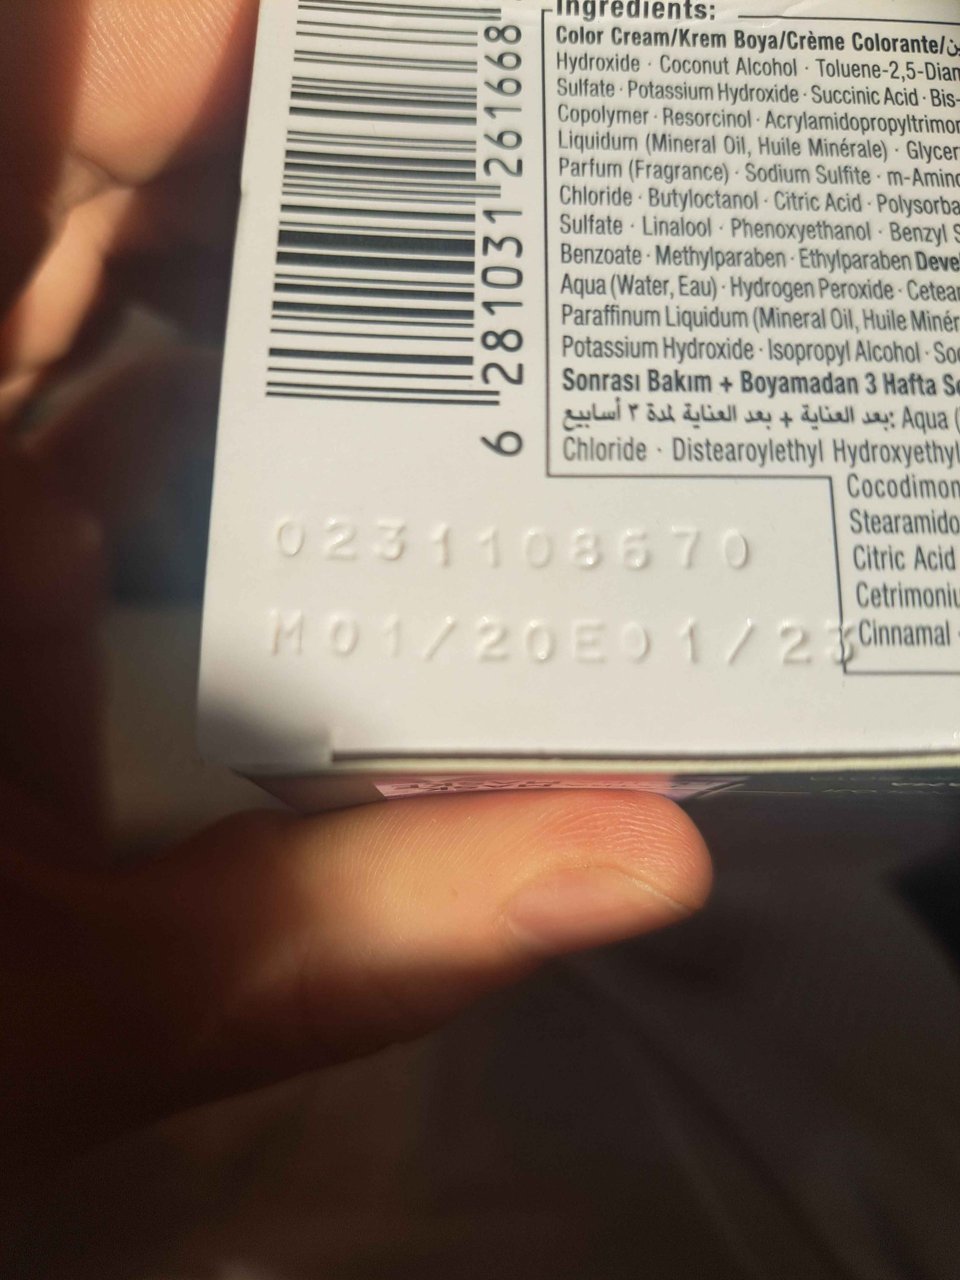 Ingredients:
Color Cream/Krem Boya/Crème Colorante/
Hydroxide · Coconut Alcohol · Toluene-2,5-Diam
Sulfate · Potassium Hydroxide · Succinic Acid · Bis-
Copolymer · Resorcinol · Acrylamidopropyltrimon
Liquidum (Mineral Oil, Huile Minérale) · Glycer
Parfum (Fragrance) · Sodium Sulfite · m-Amino
Chloride · Butyloctanol · Citric Acid · Polysorba
Sulfate · Linalool · Phenoxyethanol · Benzyl S
Benzoate · Methylparaben · Ethylparaben Deve
Aqua (Water, Eau) · Hydrogen Peroxide · Cetear
Paraffinum Liquidum (Mineral Oil, Huile Minér
Potassium Hydroxide · Isopropyl Alcohol · So
Sonrası Bakım + Boyamadan 3 Hafta So
بعد العناية + بعد العناية لمدة ٣ أسابيع: Aqua (
Chloride · Distearoylethyl Hydroxyethyl
Cocodimon
Stearamido
Citric Acid
Cetrimoniu
Cinnamal ·
6 281031 261668
M01/20E01/23